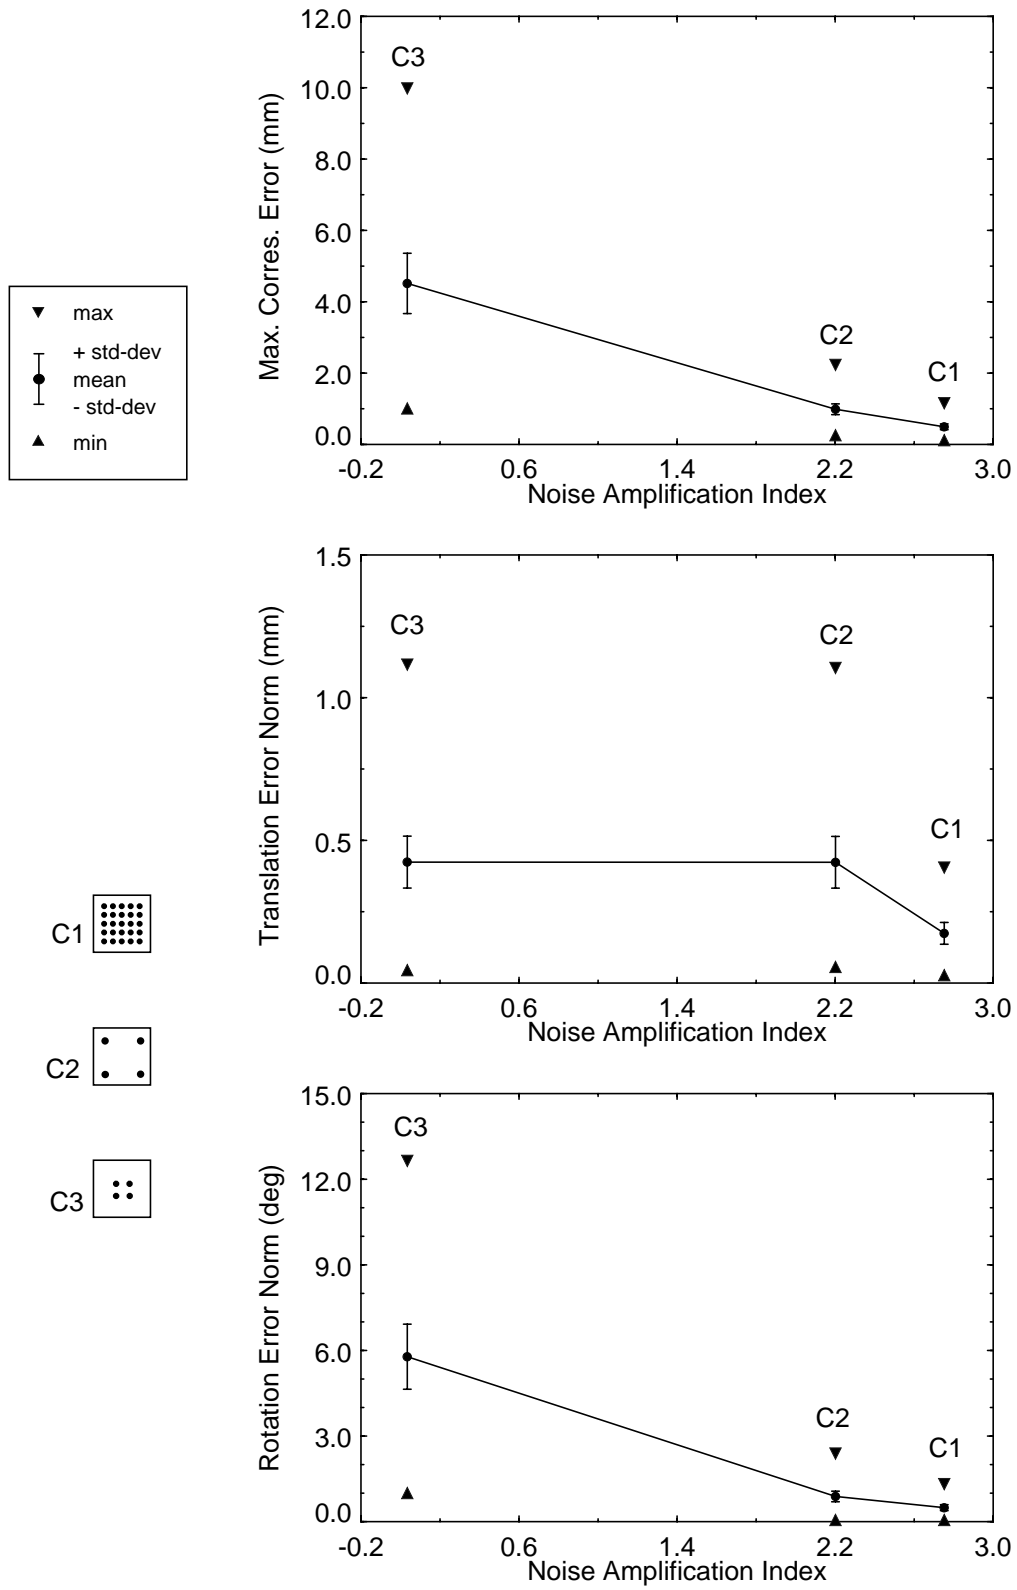 12.0
10.0
8.0
6.0
4.0
2.0
0.0
Max. Corres. Error (mm)
C3
C2
C1
-0.2 0.6 1.4 2.2 3.0
Noise Amplification Index
max
+ std-dev
mean
- std-dev
min
1.5
1.0
0.5
0.0
Translation Error Norm (mm)
C3
C2
C1
-0.2 0.6 1.4 2.2 3.0
Noise Amplification Index
C1
C2
C3
15.0
12.0
9.0
6.0
3.0
0.0
Rotation Error Norm (deg)
C3
C2
C1
-0.2 0.6 1.4 2.2 3.0
Noise Amplification Index